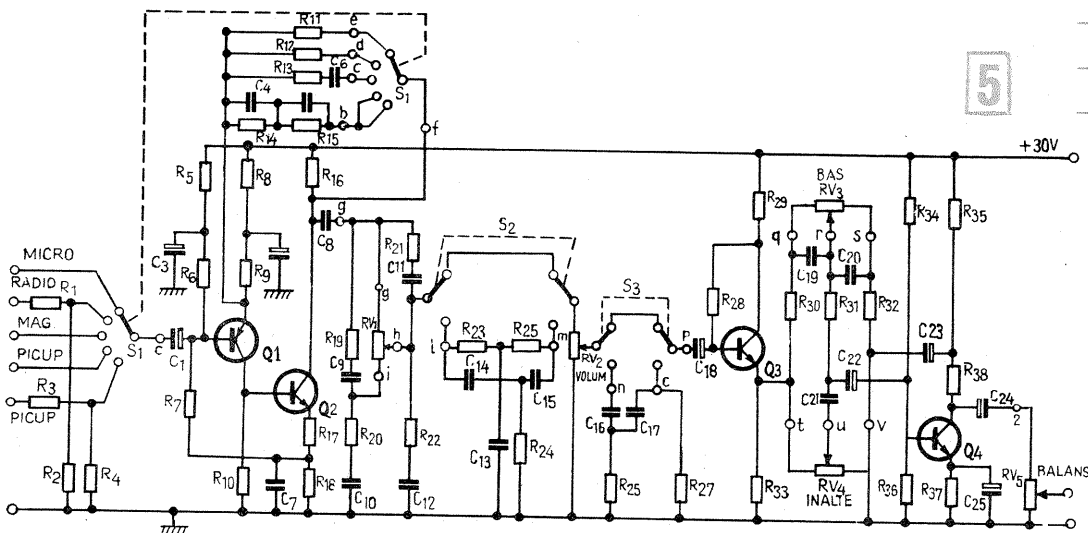 R11
e
R12
d
R13
C6
c
C4
S1
b
R14
R15
f
5
+30V
R5
R8
R16
BAS
RV3
R29
R34
R35
g
q
r
s
C8
S2
R21
C3
C11
C19
C20
MICRO
R6
R9
RADIO
R1
g
S3
R28
R30
R31
R32
MAG.
S1
c
C1
Q1
RV1
h
R23
R25
m
RV2
VOLUM
p
C18
Q3
C23
PICUP
R19
l
C14
C15
C22
R38
R3
Q2
C9
i
n
c
C21
C24
2
PICUP
R7
C16
C17
t
u
v
Q4
R17
R20
R22
C13
R24
R2
R4
R10
C7
R18
C10
C12
R25
R27
R33
RV4
INALTE
R36
R37
C25
RV5
BALANS